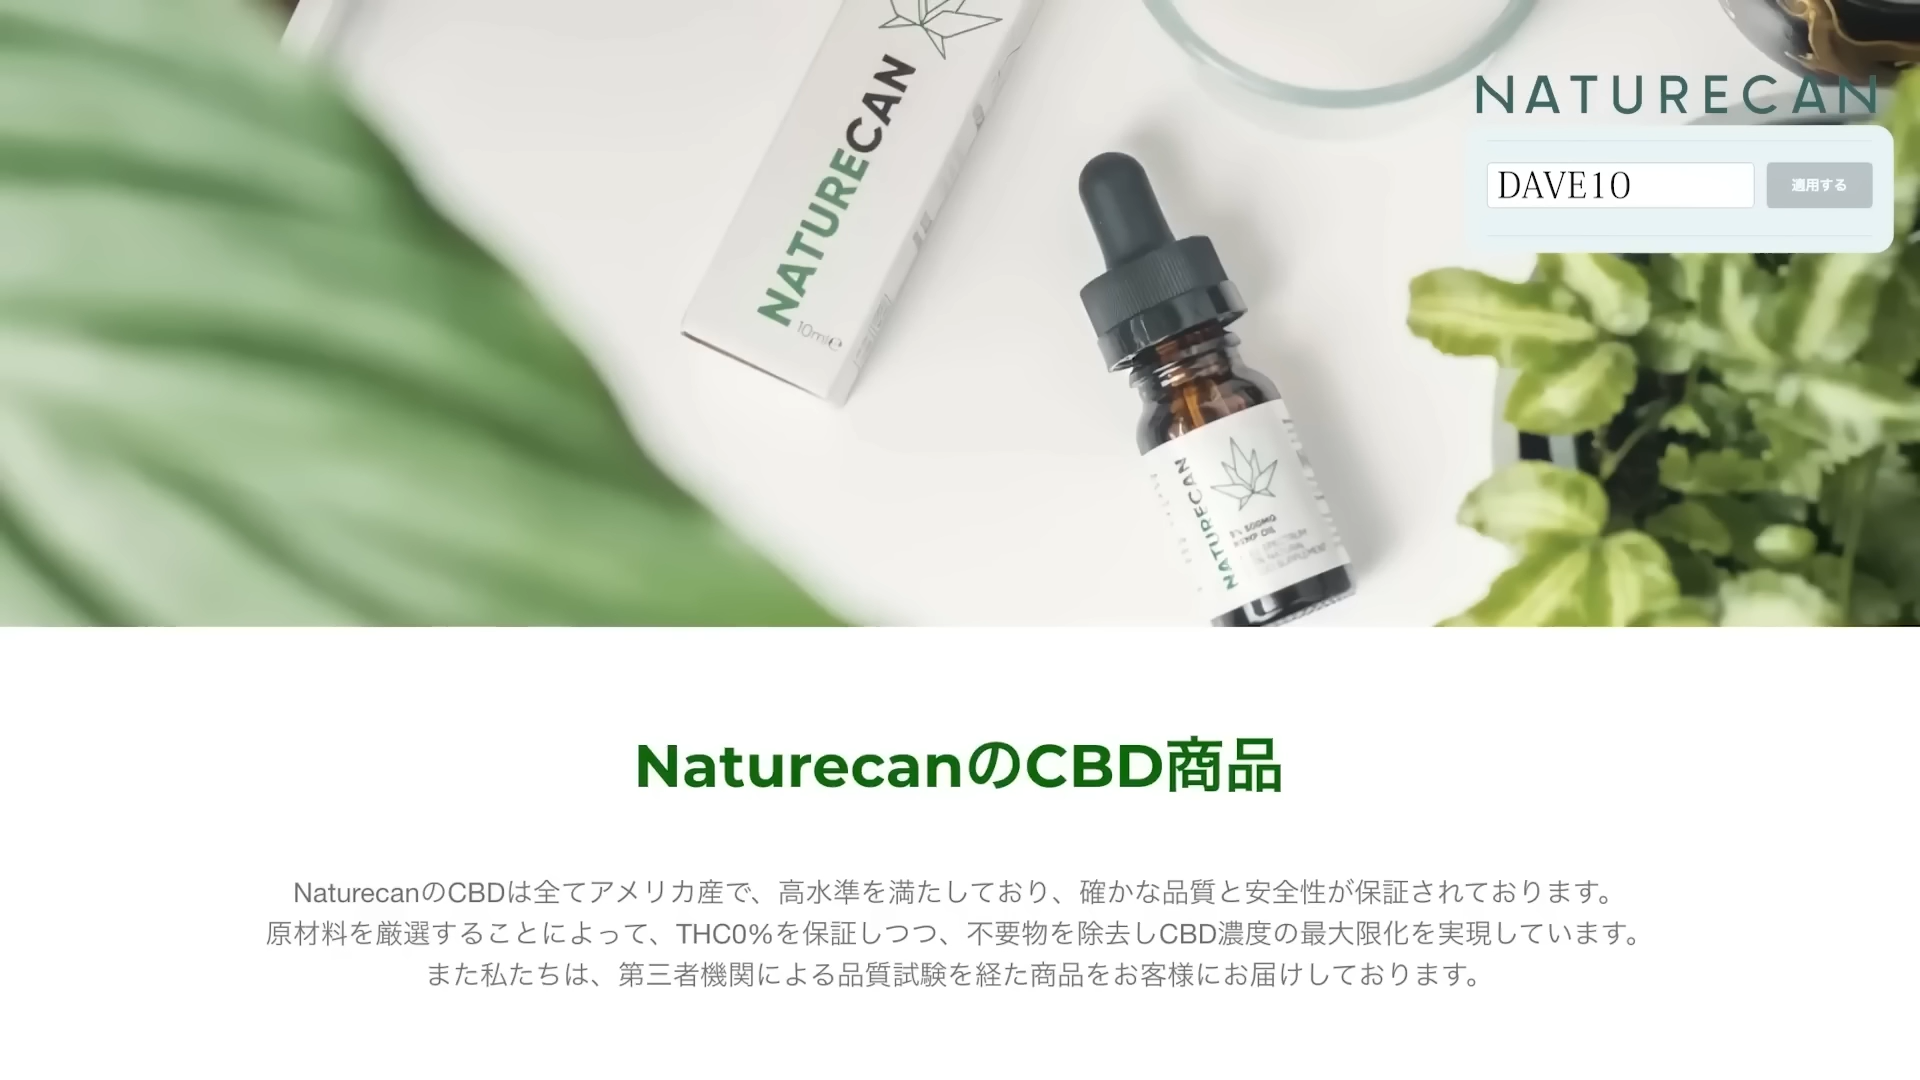 NATURECAN
NATURECAN
10ml e
DAVE10
適用する
NATURECAN
NaturecanのCBD商品
NaturecanのCBDは全てアメリカ産で、高水準を満たしており、確かな品質と安全性が保証されております。
原材料を厳選することによって、THC0%を保証しつつ、不要物を除去しCBD濃度の最大限化を実現しています。
また私たちは、第三者機関による品質試験を経た商品をお客様にお届けしております。